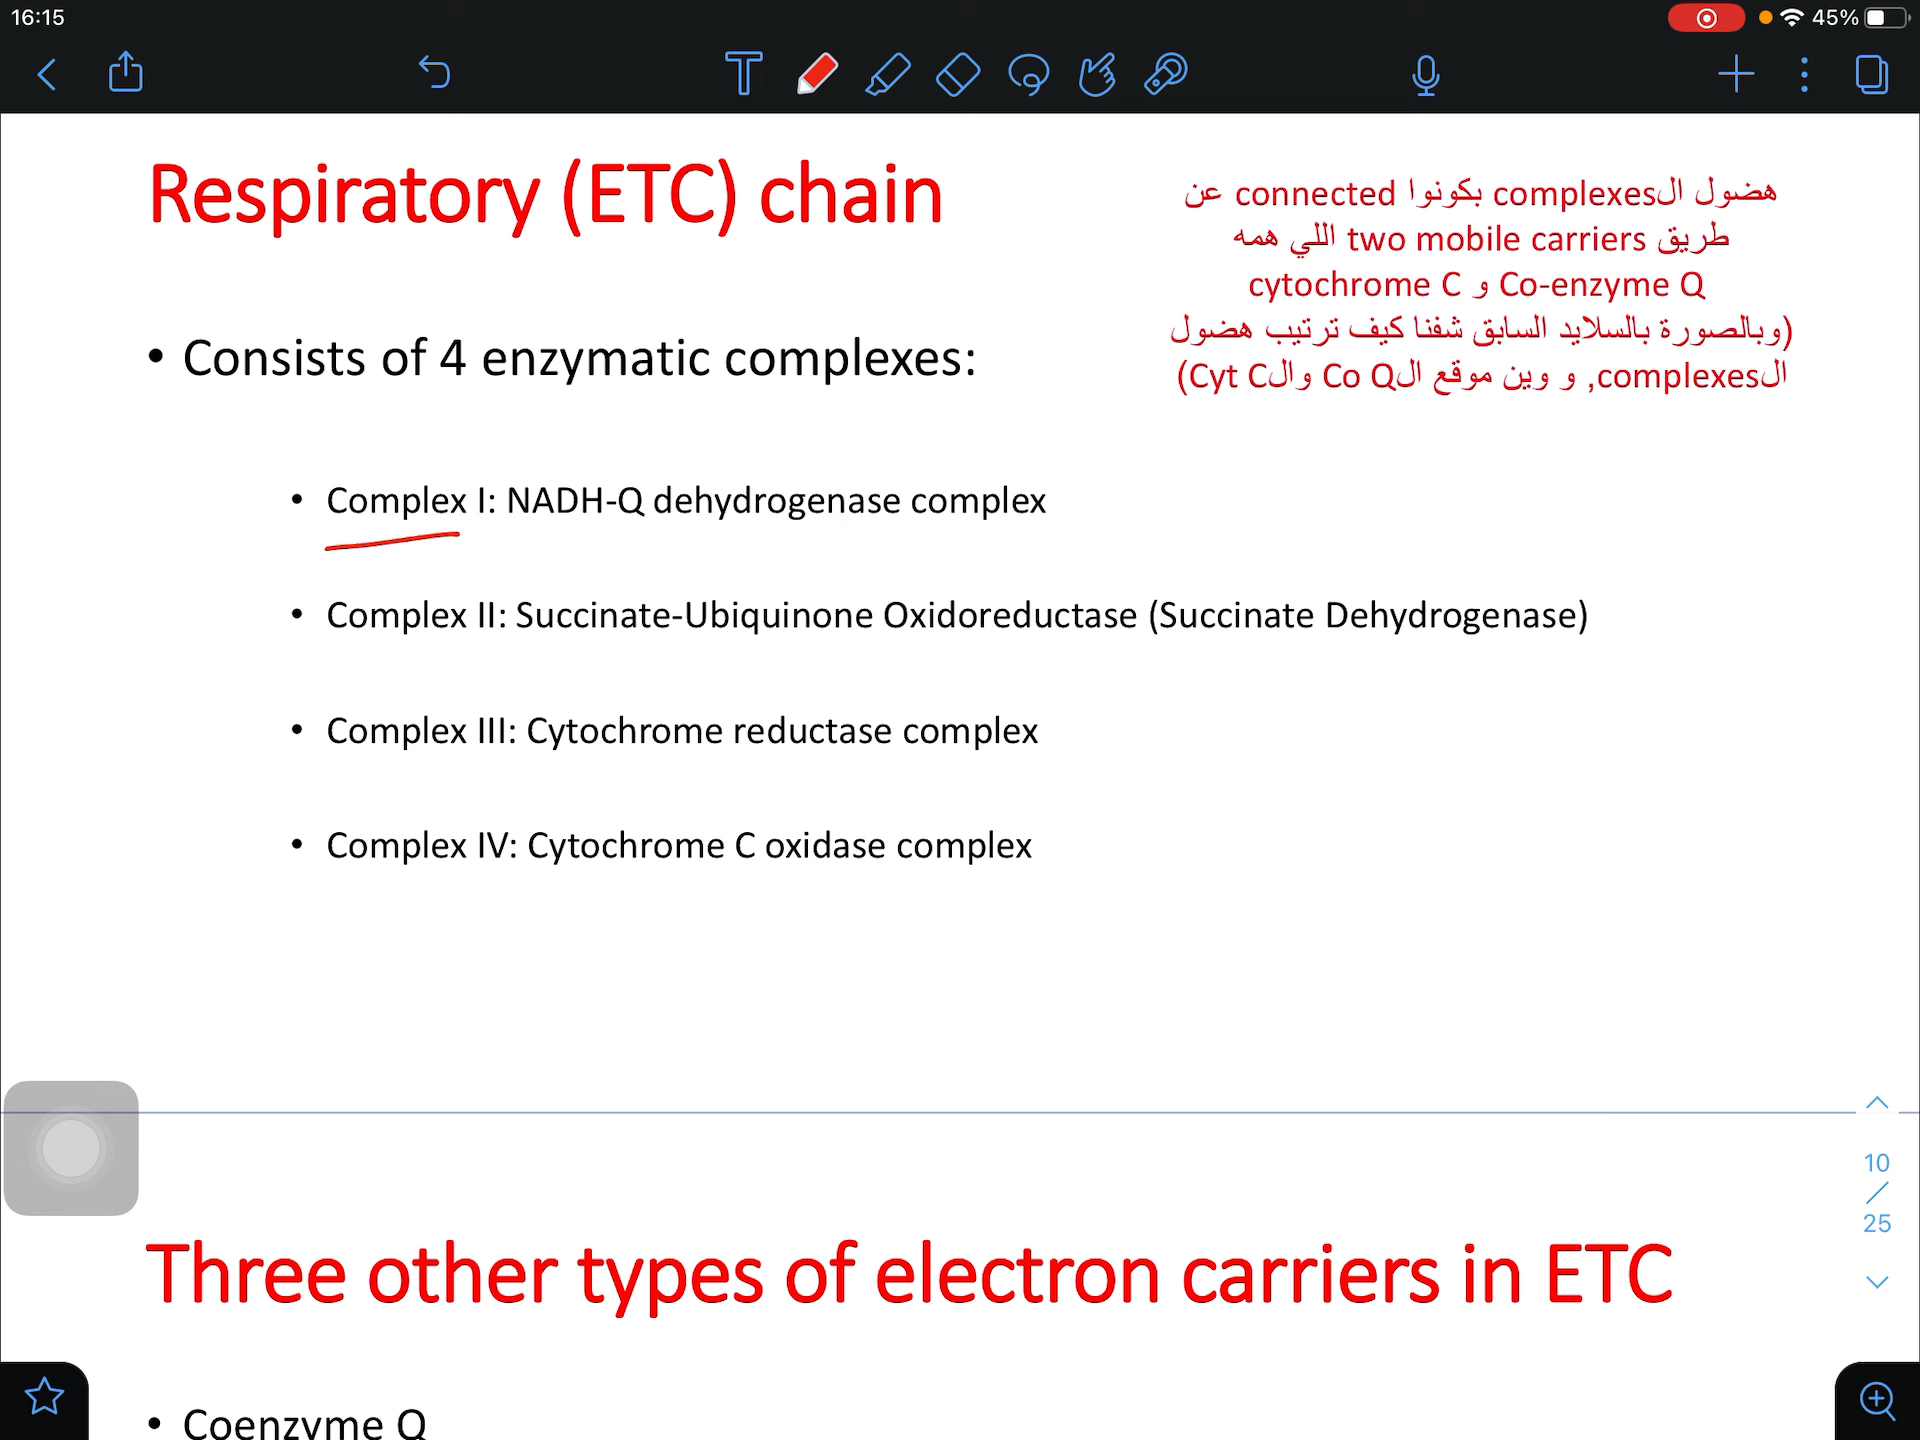 16:15
45%
Respiratory (ETC) chain
هضول الcomplexes بكونوا connected عن
طريق two mobile carriers اللي همه
Co-enzyme Q و cytochrome C
(وبالصورة بالسلايد السابق شفنا كيف ترتيب هضول
الcomplexes, و وين موقع الCo Q والCyt C)
• Consists of 4 enzymatic complexes:
• Complex I: NADH-Q dehydrogenase complex
• Complex II: Succinate-Ubiquinone Oxidoreductase (Succinate Dehydrogenase)
• Complex III: Cytochrome reductase complex
• Complex IV: Cytochrome C oxidase complex
10
/
25
Three other types of electron carriers in ETC
• Coenzyme Q